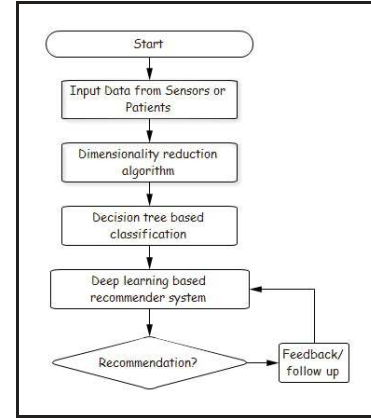 Start
Input Data from Sensors or
Patients
Dimensionality reduction
algorithm
Decision tree based
classification
Deep learning based
recommender system
Recommendation?
Feedback/
follow up